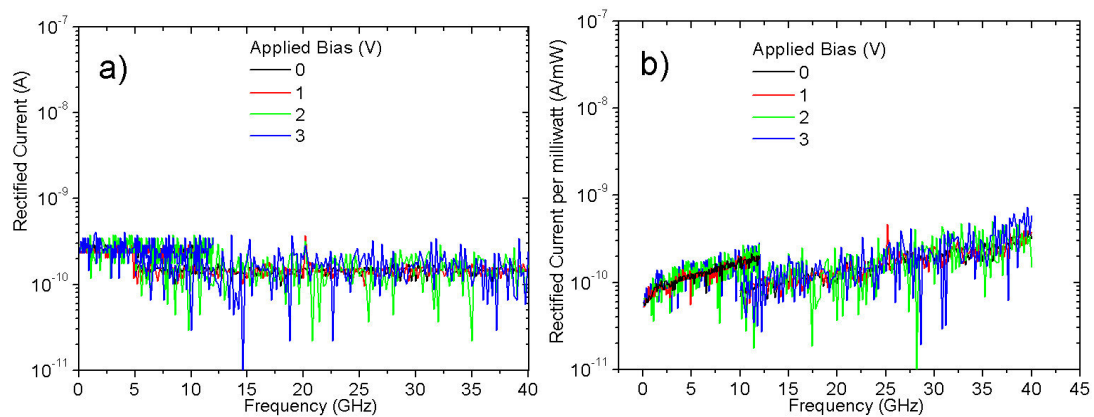 a)
Applied Bias (V)
0
1
2
3
10^-7
10^-8
10^-9
10^-10
10^-11
Rectified Current (A)
0 5 10 15 20 25 30 35 40
Frequency (GHz)
b)
Applied Bias (V)
0
1
2
3
10^-7
10^-8
10^-9
10^-10
10^-11
Rectified Current per milliwatt (A/mW)
0 5 10 15 20 25 30 35 40 45
Frequency (GHz)